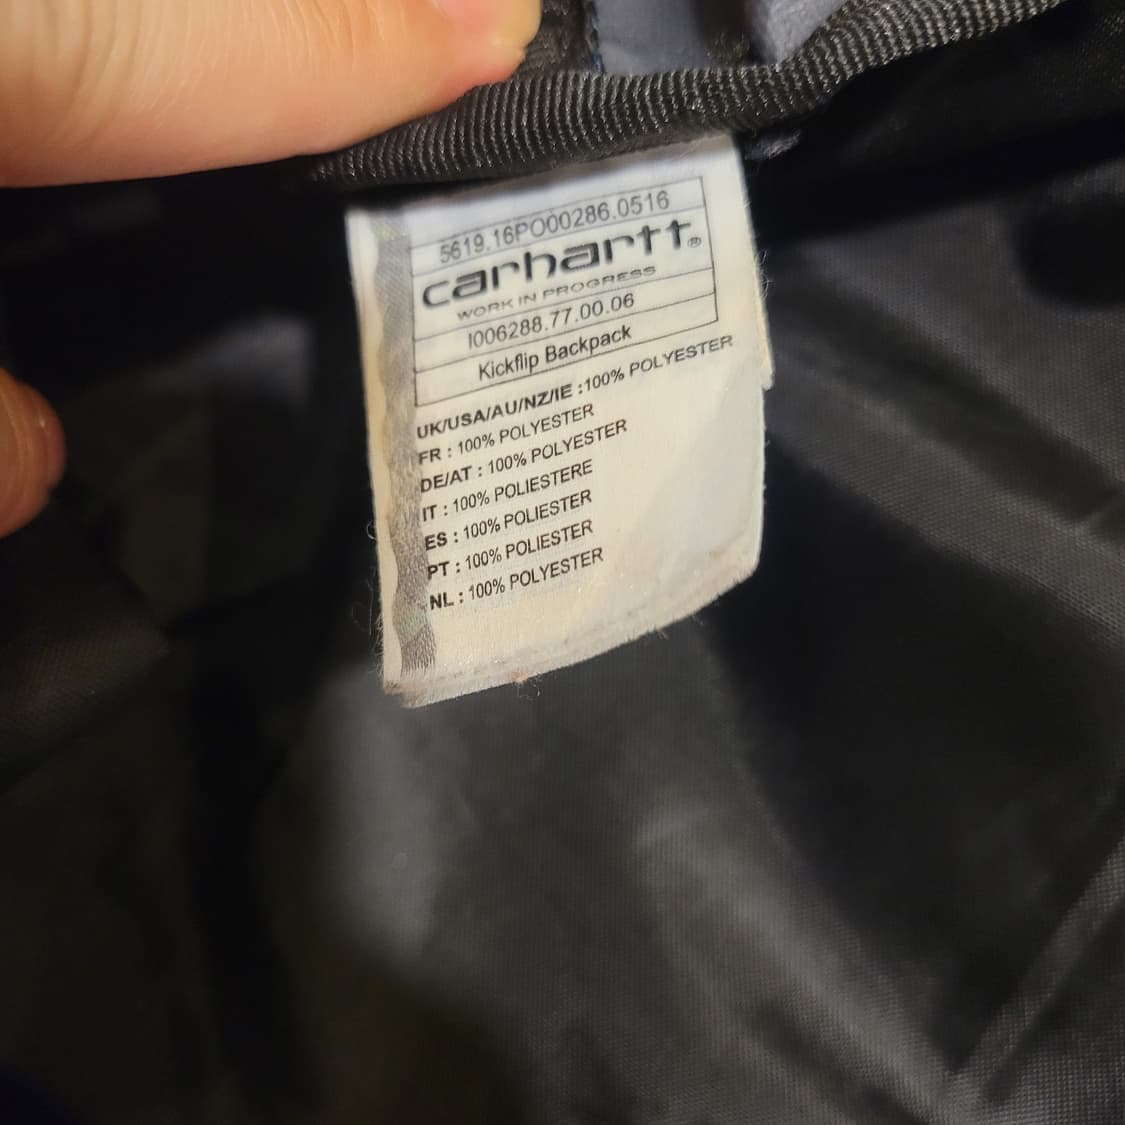 5619.16PO00286.0516
carhartt®
WORK IN PROGRESS
I006288.77.00.06
Kickflip Backpack
UK/USA/AU/NZ/IE :100% POLYESTER
FR : 100% POLYESTER
DE/AT : 100% POLYESTER
IT : 100% POLIESTERE
ES : 100% POLIESTER
PT : 100% POLIESTER
NL : 100% POLYESTER